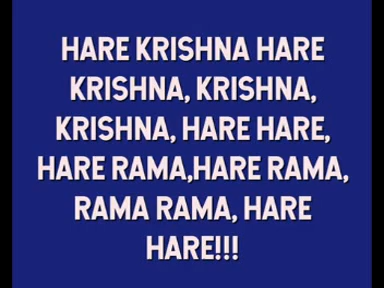 HARE KRISHNA HARE
KRISHNA, KRISHNA,
KRISHNA, HARE HARE,
HARE RAMA,HARE RAMA,
RAMA RAMA, HARE
HARE!!!